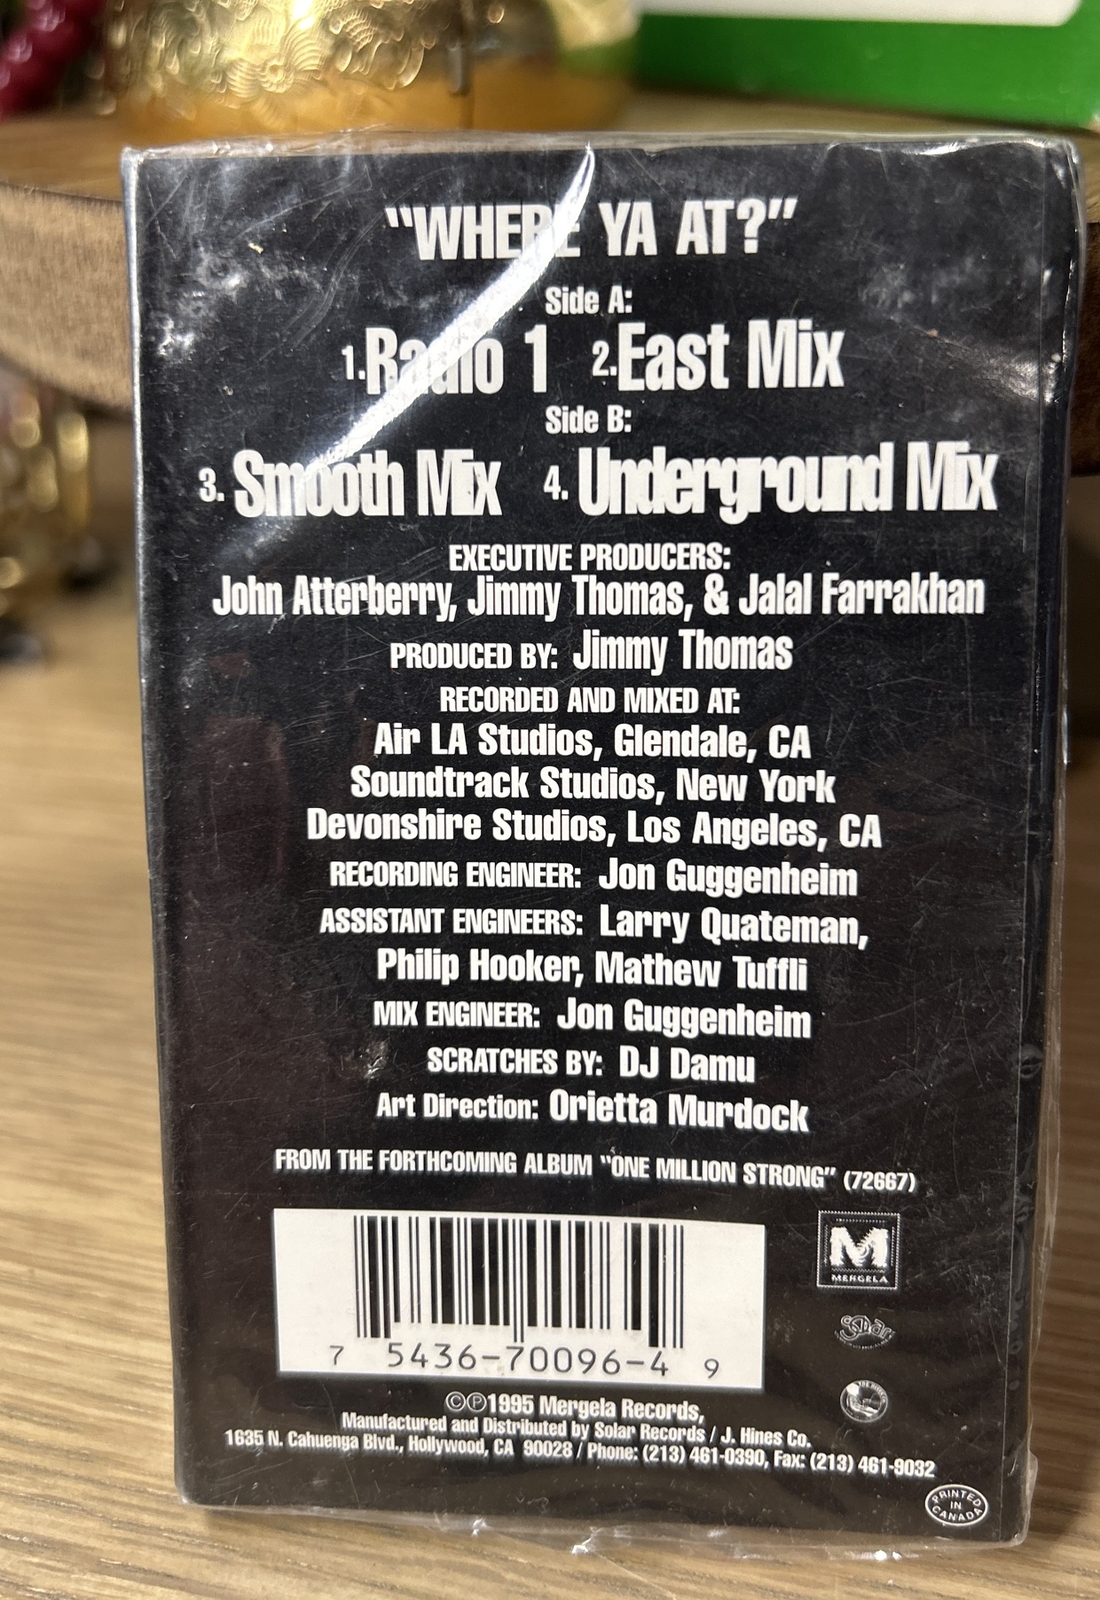 "WHERE YA AT?"
Side A:
1.Radio 1 2.East Mix
Side B:
3. Smooth Mix 4. Underground Mix
EXECUTIVE PRODUCERS:
John Atterberry, Jimmy Thomas, & Jalal Farrakhan
PRODUCED BY: Jimmy Thomas
RECORDED AND MIXED AT:
Air LA Studios, Glendale, CA
Soundtrack Studios, New York
Devonshire Studios, Los Angeles, CA
RECORDING ENGINEER: Jon Guggenheim
ASSISTANT ENGINEERS: Larry Quateman,
Philip Hooker, Mathew Tuffli
MIX ENGINEER: Jon Guggenheim
SCRATCHES BY: DJ Damu
Art Direction: Orietta Murdock
FROM THE FORTHCOMING ALBUM "ONE MILLION STRONG" (72667)
M
MERGELA
Solar
7 5436-70096-4 9
©℗1995 Mergela Records,
Manufactured and Distributed by Solar Records / J. Hines Co.
1635 N. Cahuenga Blvd., Hollywood, CA 90028 / Phone: (213) 461-0390, Fax: (213) 461-9032
PRINTED
IN
CANADA